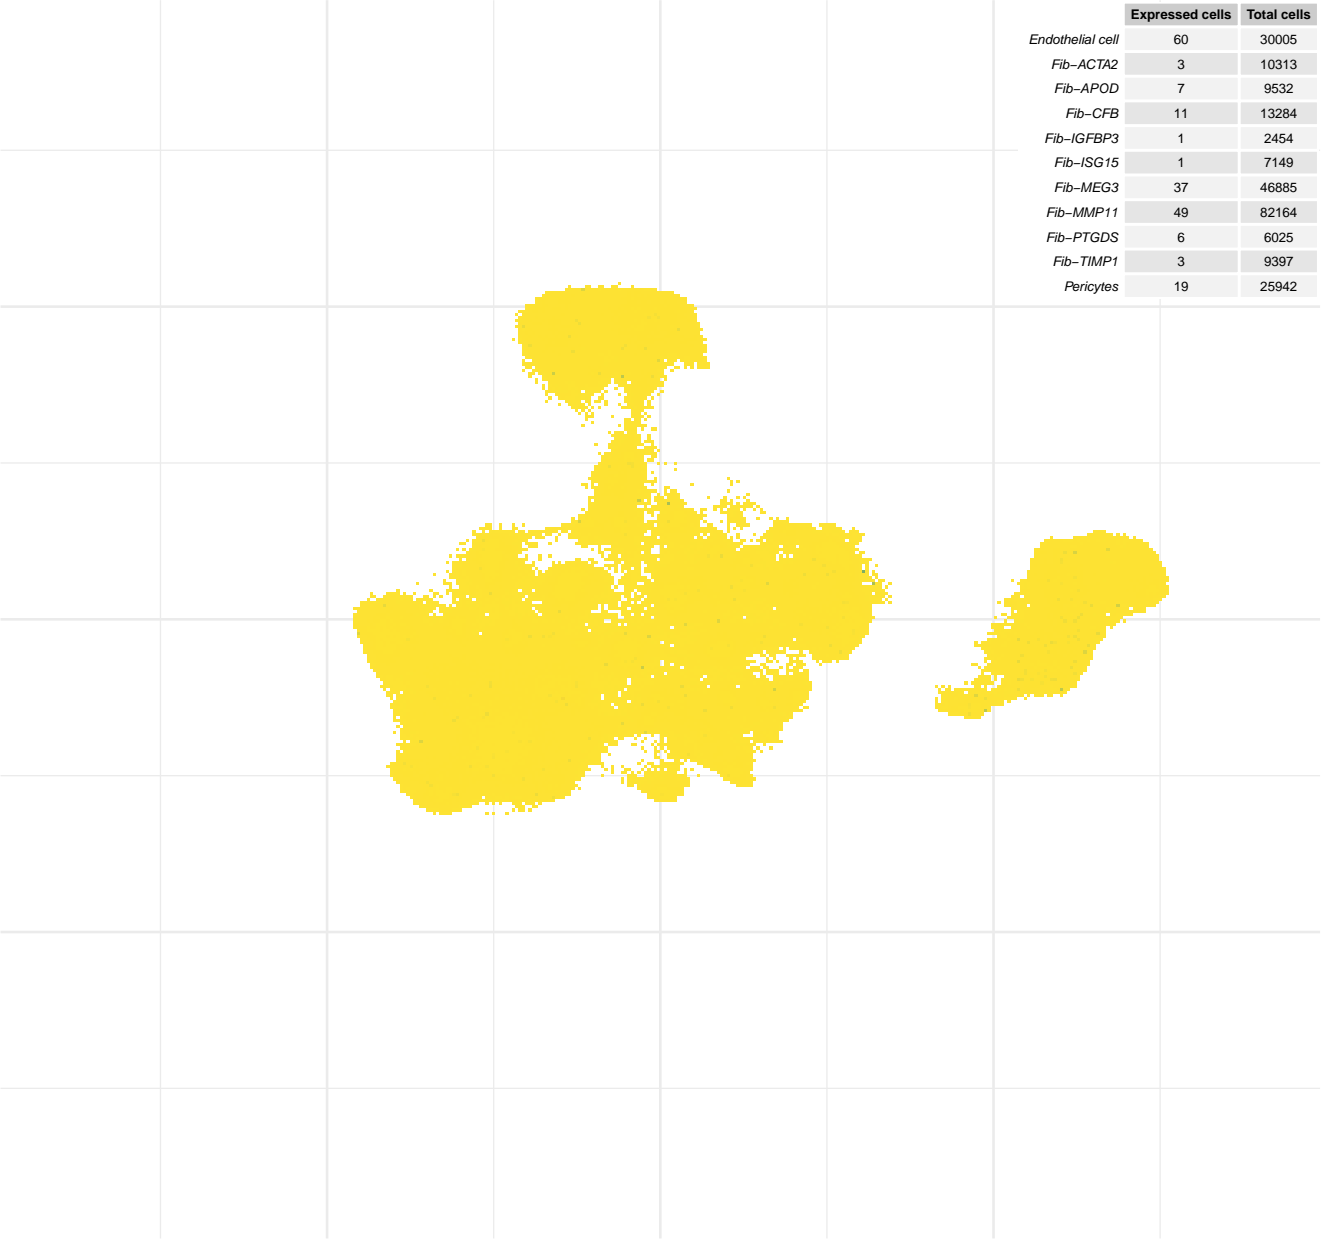 Expressed cells Total cells
Endothelial cell 60 30005
Fib−ACTA2 3 10313
Fib−APOD 7 9532
Fib−CFB 11 13284
Fib−IGFBP3 1 2454
Fib−ISG15 1 7149
Fib−MEG3 37 46885
Fib−MMP11 49 82164
Fib−PTGDS 6 6025
Fib−TIMP1 3 9397
Pericytes 19 25942